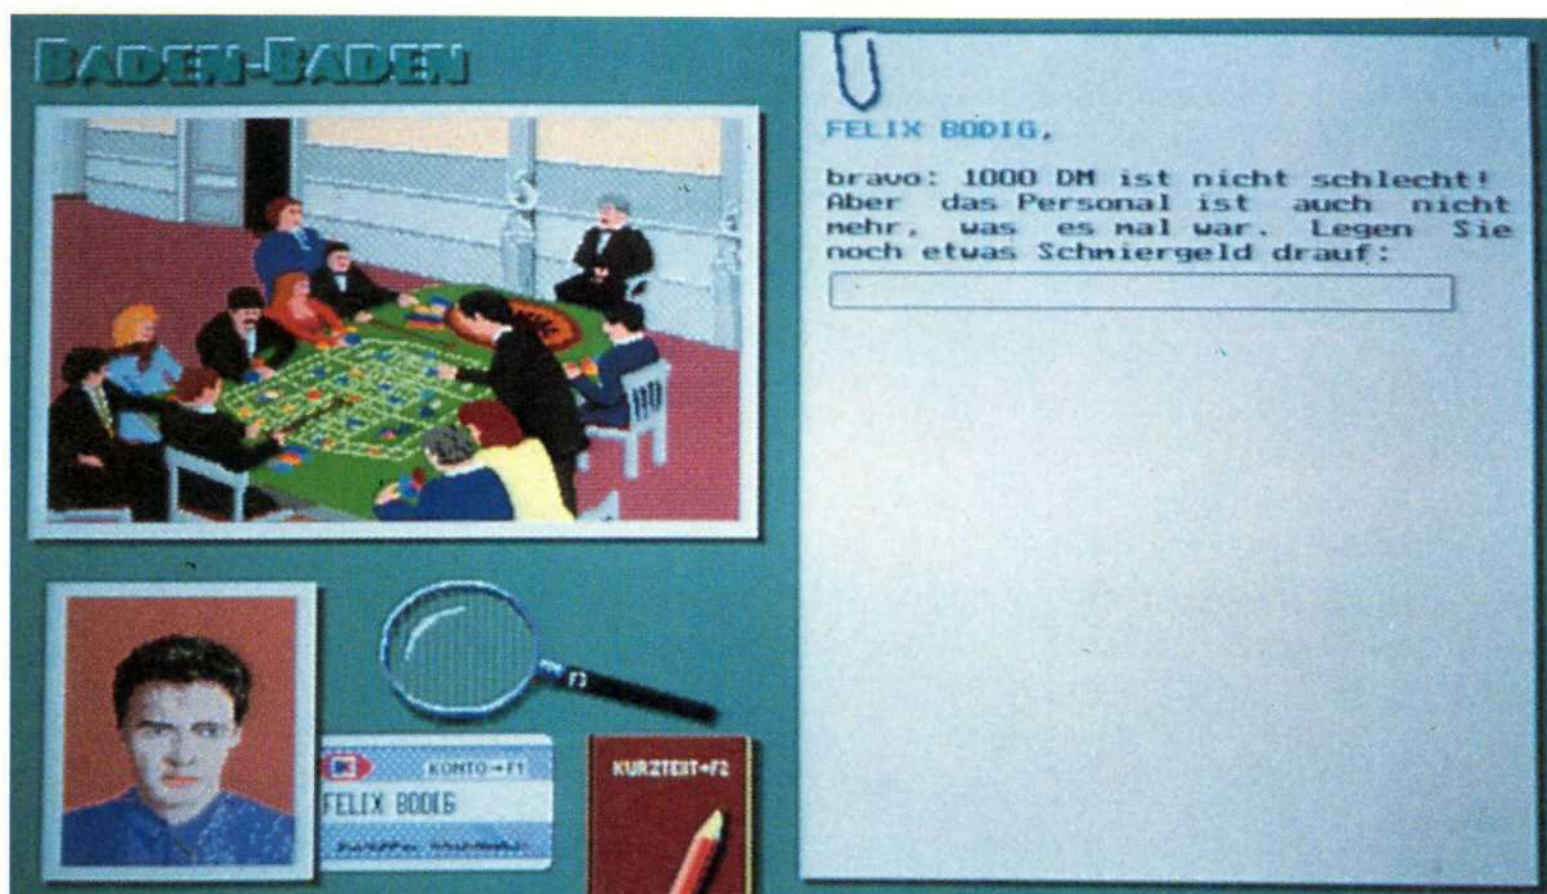 BADEN-BADEN
FELIX BODIG,
bravo: 1000 DM ist nicht schlecht!
Aber das Personal ist auch nicht
mehr, was es mal war. Legen Sie
noch etwas Schmiergeld drauf:
F3
KONTO→F1
FELIX BODIG
KURZTEXT→F2